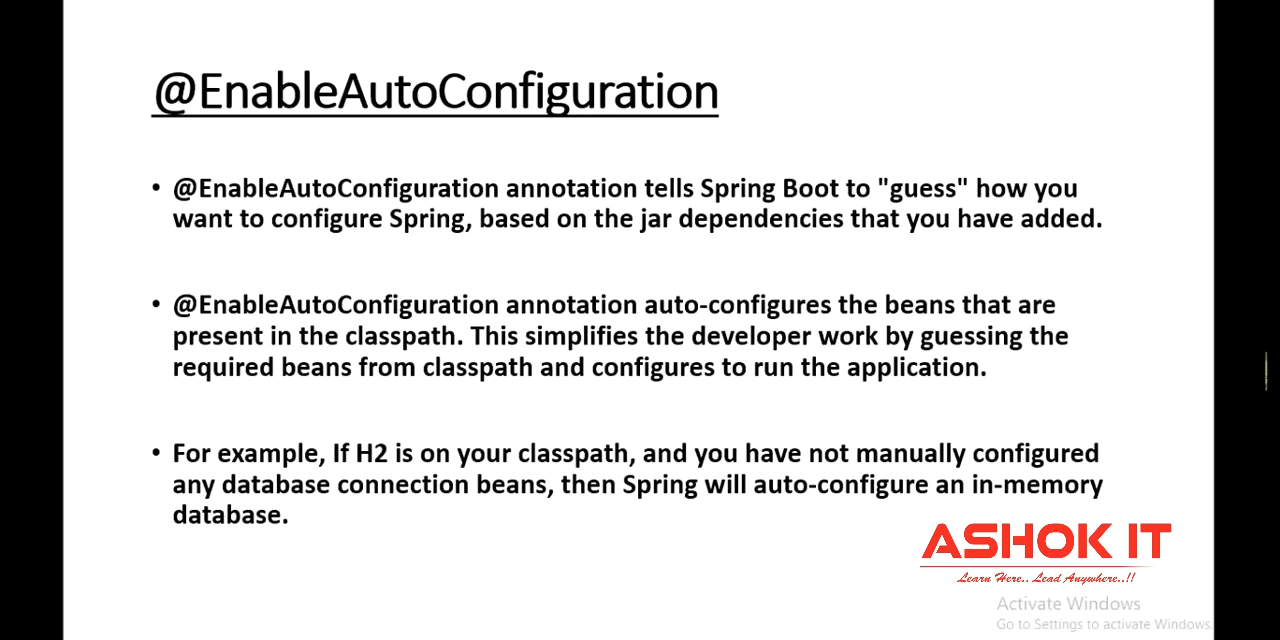 @EnableAutoConfiguration
• @EnableAutoConfiguration annotation tells Spring Boot to "guess" how you
want to configure Spring, based on the jar dependencies that you have added.
• @EnableAutoConfiguration annotation auto-configures the beans that are
present in the classpath. This simplifies the developer work by guessing the
required beans from classpath and configures to run the application.
• For example, If H2 is on your classpath, and you have not manually configured
any database connection beans, then Spring will auto-configure an in-memory
database.
ASHOK IT
Learn Here.. Lead Anywhere..!!
Activate Windows
Go to Settings to activate Windows.